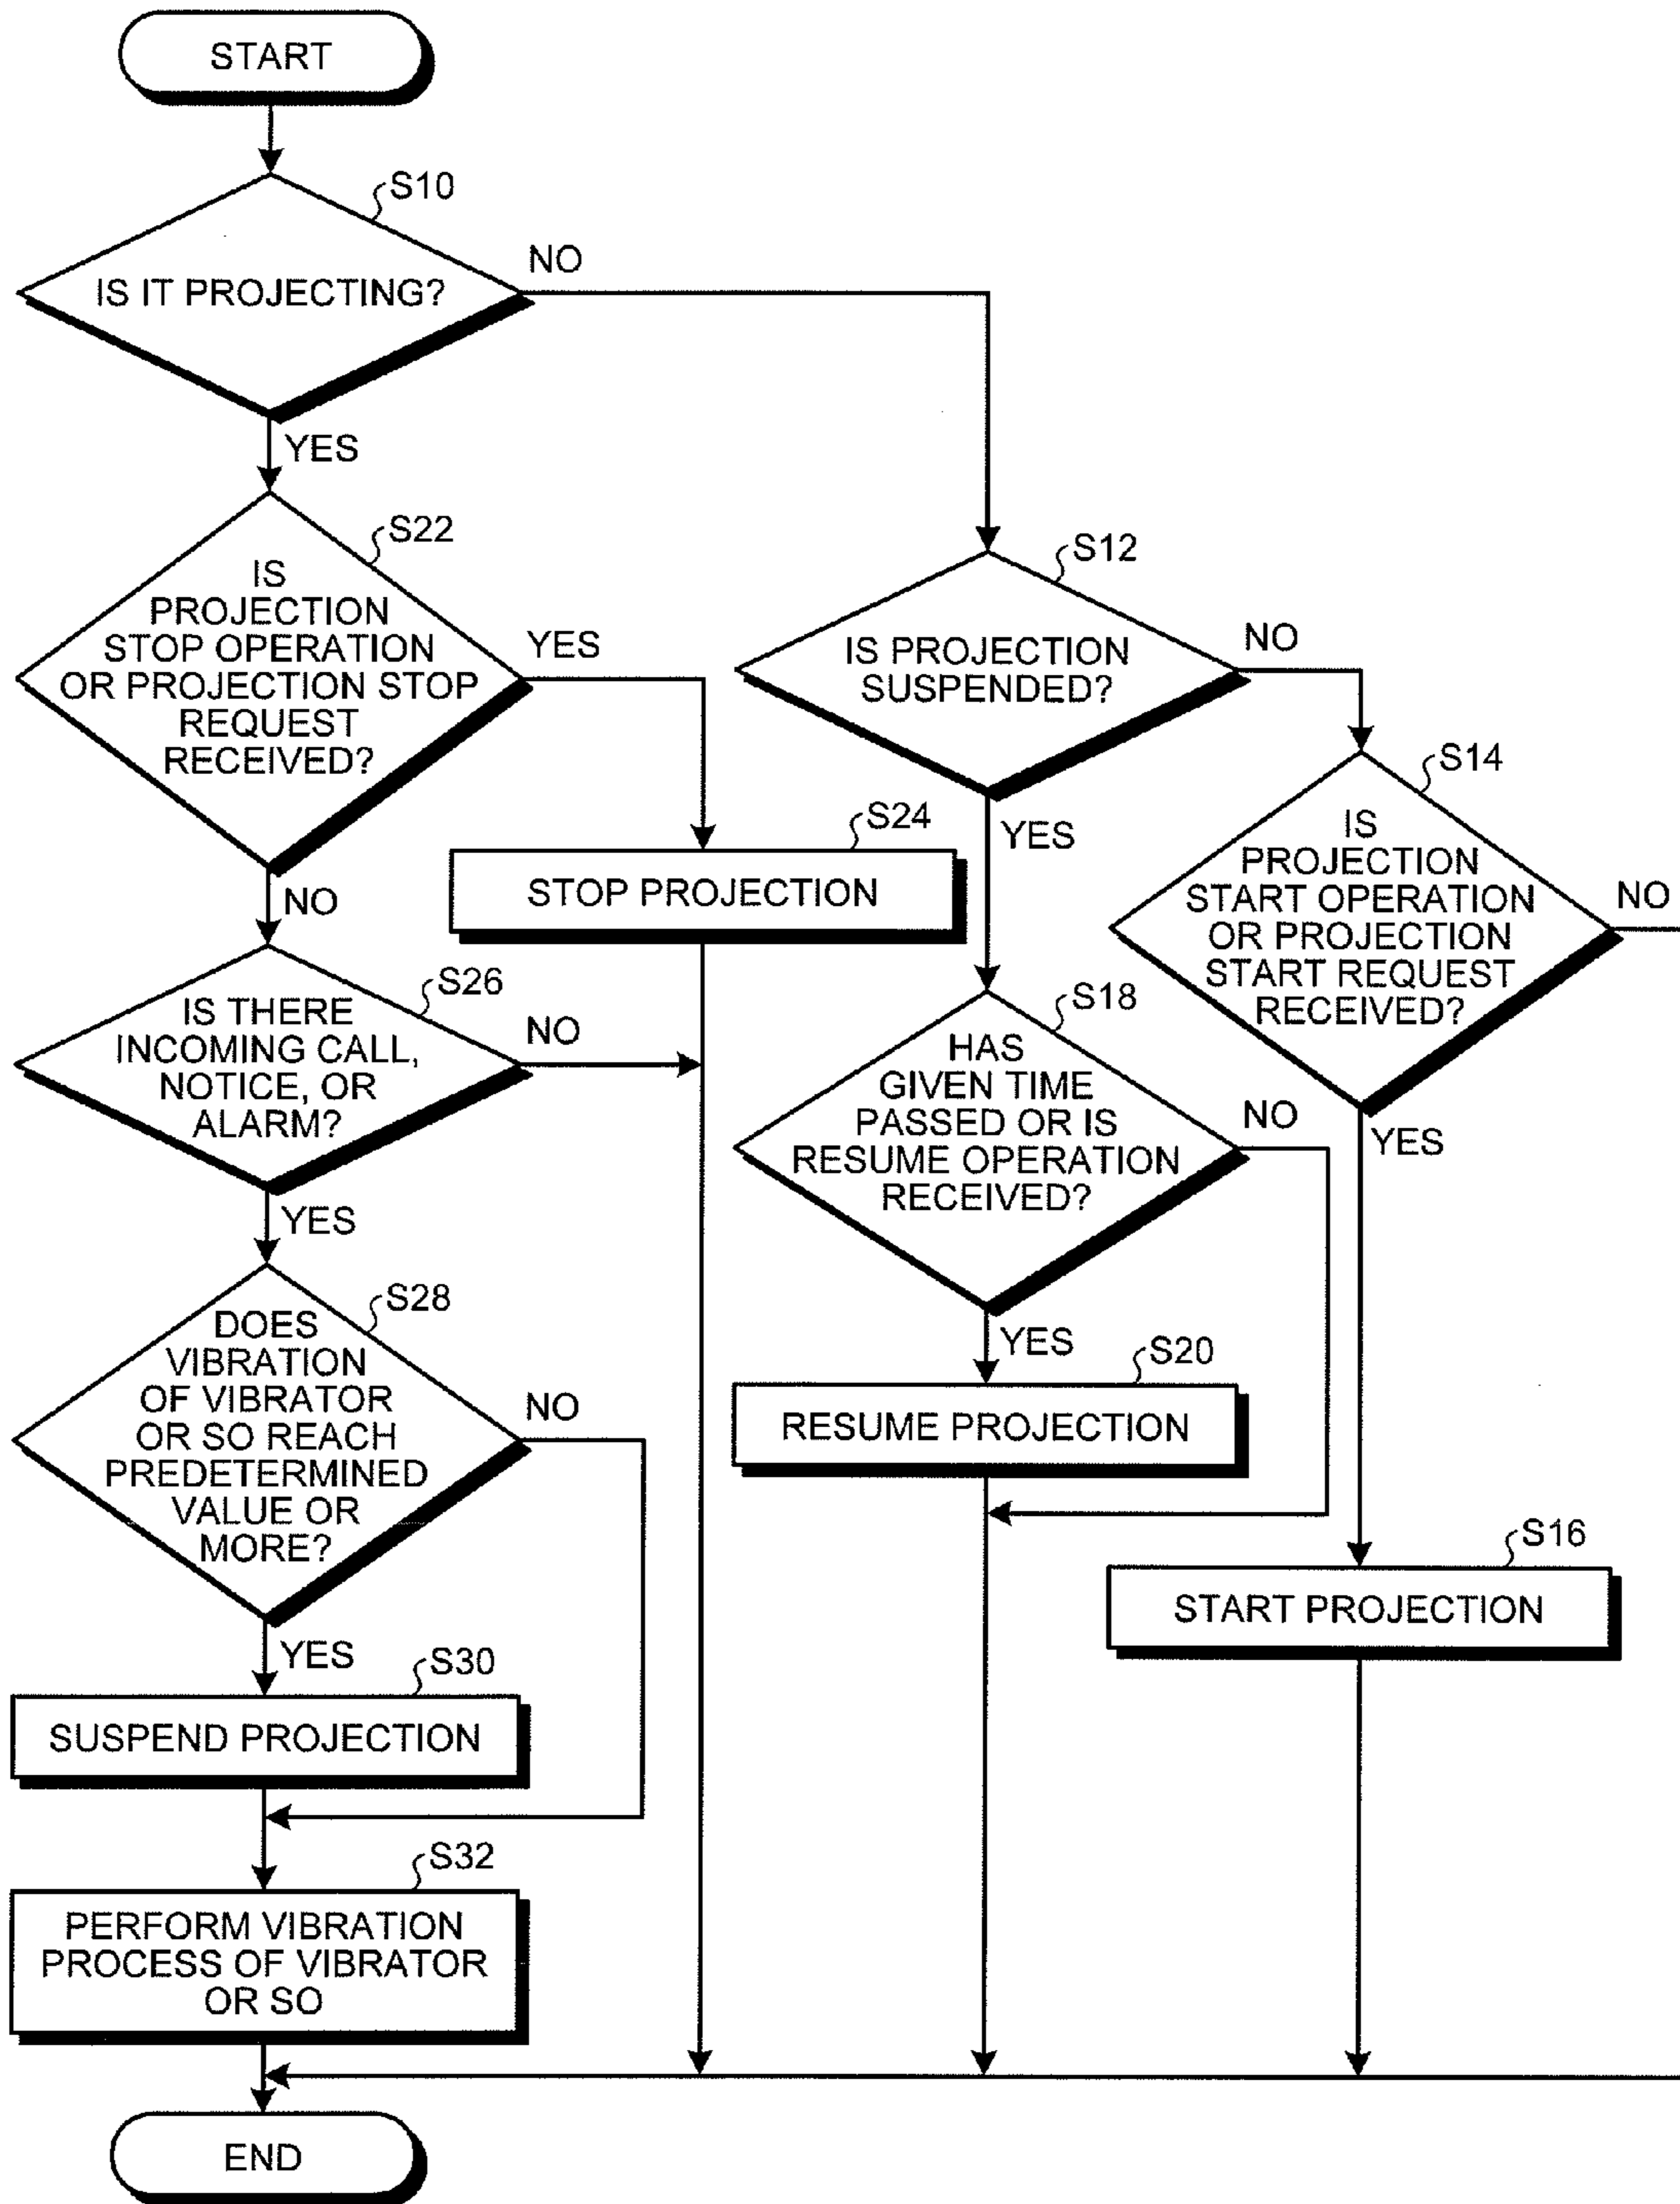 START
S10
IS IT PROJECTING?
NO
YES
S22
IS
PROJECTION
STOP OPERATION
OR PROJECTION STOP
REQUEST
RECEIVED?
YES
NO
S24
STOP PROJECTION
S26
IS THERE
INCOMING CALL,
NOTICE, OR
ALARM?
NO
YES
S28
DOES
VIBRATION
OF VIBRATOR
OR SO REACH
PREDETERMINED
VALUE OR
MORE?
NO
YES
S30
SUSPEND PROJECTION
S32
PERFORM VIBRATION
PROCESS OF VIBRATOR
OR SO
END
S12
IS PROJECTION
SUSPENDED?
NO
YES
S18
HAS
GIVEN TIME
PASSED OR IS
RESUME OPERATION
RECEIVED?
NO
YES
S20
RESUME PROJECTION
S14
IS
PROJECTION
START OPERATION
OR PROJECTION
START REQUEST
RECEIVED?
NO
YES
S16
START PROJECTION